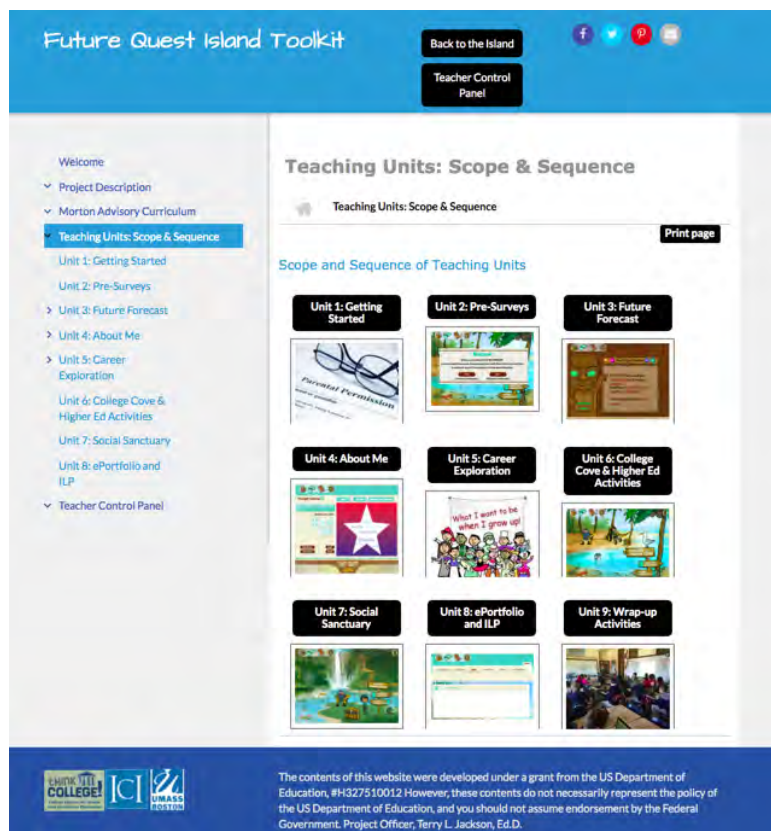 Future Quest Island Toolkit
Back to the Island
Teacher Control
Panel
Welcome
Project Description
Morton Advisory Curriculum
Teaching Units: Scope & Sequence
Unit 1: Getting Started
Unit 2: Pre-Surveys
Unit 3: Future Forecast
Unit 4: About Me
Unit 5: Career
Exploration
Unit 6: College Cove &
Higher Ed Activities
Unit 7: Social Sanctuary
Unit 8: ePortfolio and
ILP
Teacher Control Panel
Teaching Units: Scope & Sequence
Teaching Units: Scope & Sequence
Print page
Scope and Sequence of Teaching Units
Unit 1: Getting
Started
Unit 2: Pre-Surveys
Unit 3: Future
Forecast
Parental Permission
Unit 4: About Me
Unit 5: Career
Exploration
Unit 6: College
Cove & Higher Ed
Activities
What I want to be
when I grow up!
Unit 7: Social
Sanctuary
Unit 8: ePortfolio
and ILP
Unit 9: Wrap-up
Activities
THINK
COLLEGE!
ICI
UMASS
BOSTON
The contents of this website were developed under a grant from the US Department of
Education, #H327510012 However, these contents do not necessarily represent the policy of
the US Department of Education, and you should not assume endorsement by the Federal
Government. Project Officer, Terry L. Jackson, Ed.D.